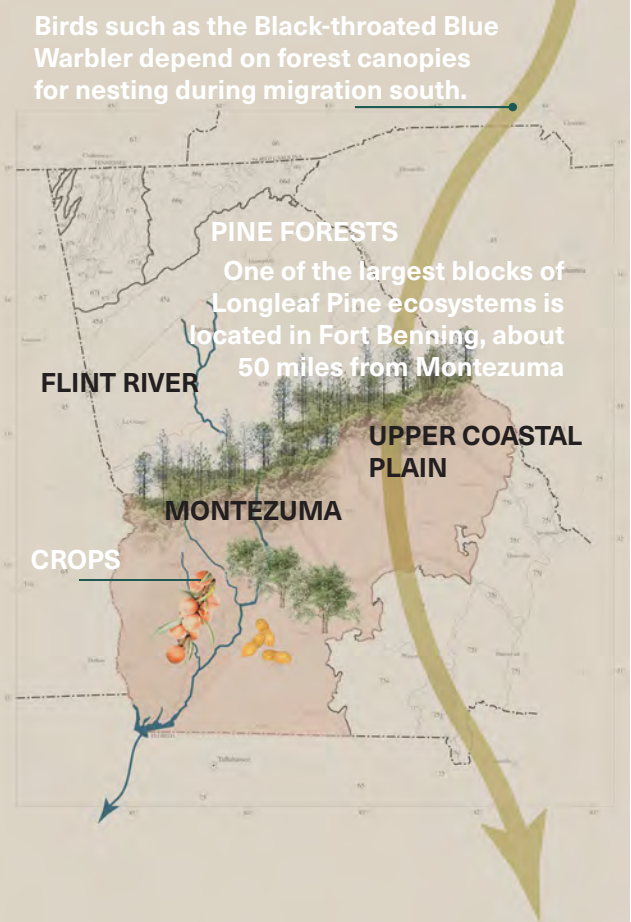 Birds such as the Black-throated Blue
Warbler depend on forest canopies
for nesting during migration south.
PINE FORESTS
One of the largest blocks of
Longleaf Pine ecosystems is
located in Fort Benning, about
50 miles from Montezuma
FLINT RIVER
UPPER COASTAL
PLAIN
MONTEZUMA
CROPS
Tallahassee